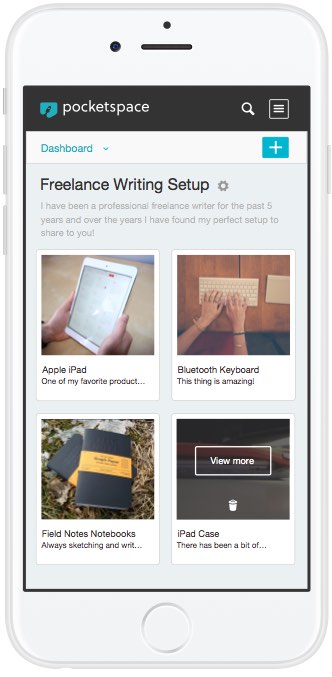 pocketspace
Dashboard
Freelance Writing Setup
I have been a professional freelance writer for the past 5
years and over the years I have found my perfect setup to
share to you!
Apple iPad
One of my favorite product...
Bluetooth Keyboard
This thing is amazing!
View more
Field Notes Notebooks
Always sketching and writ...
iPad Case
There has been a bit of...